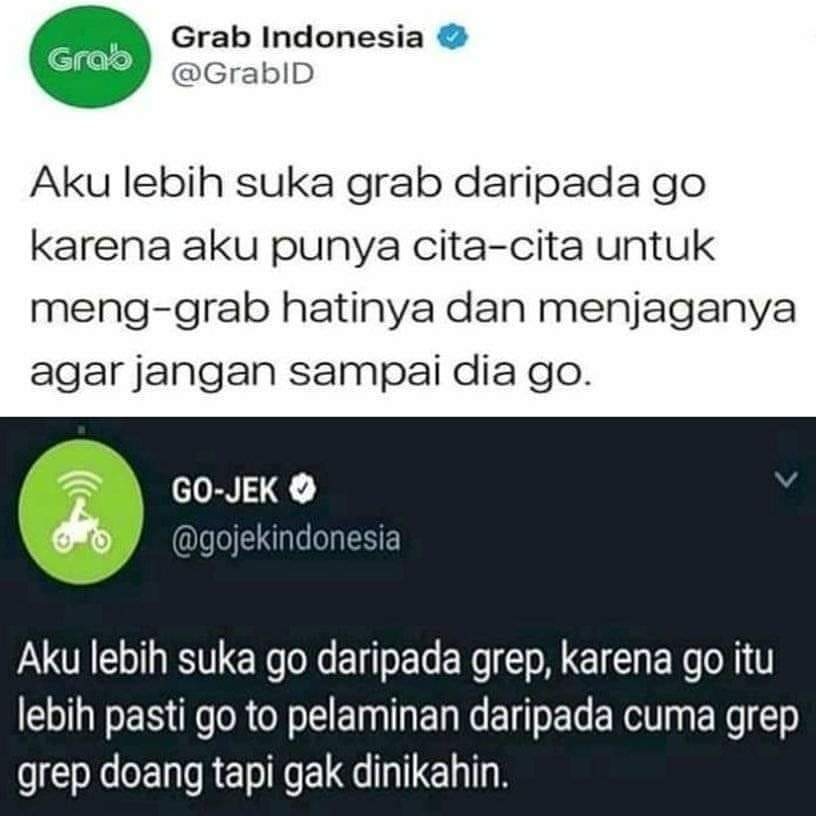 Grab
Grab Indonesia
@GrabID
Aku lebih suka grab daripada go
karena aku punya cita-cita untuk
meng-grab hatinya dan menjaganya
agar jangan sampai dia go.
GO-JEK
@gojekindonesia
Aku lebih suka go daripada grep, karena go itu
lebih pasti go to pelaminan daripada cuma grep
grep doang tapi gak dinikahin.